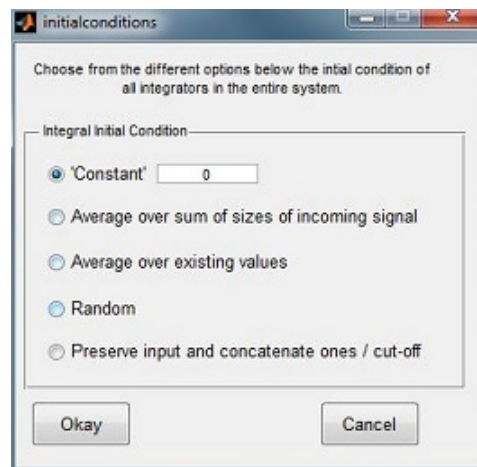 initialconditions
Choose from the different options below the intial condition of
all integrators in the entire system.
Integral Initial Condition
'Constant' 0
Average over sum of sizes of incoming signal
Average over existing values
Random
Preserve input and concatenate ones / cut-off
Okay Cancel